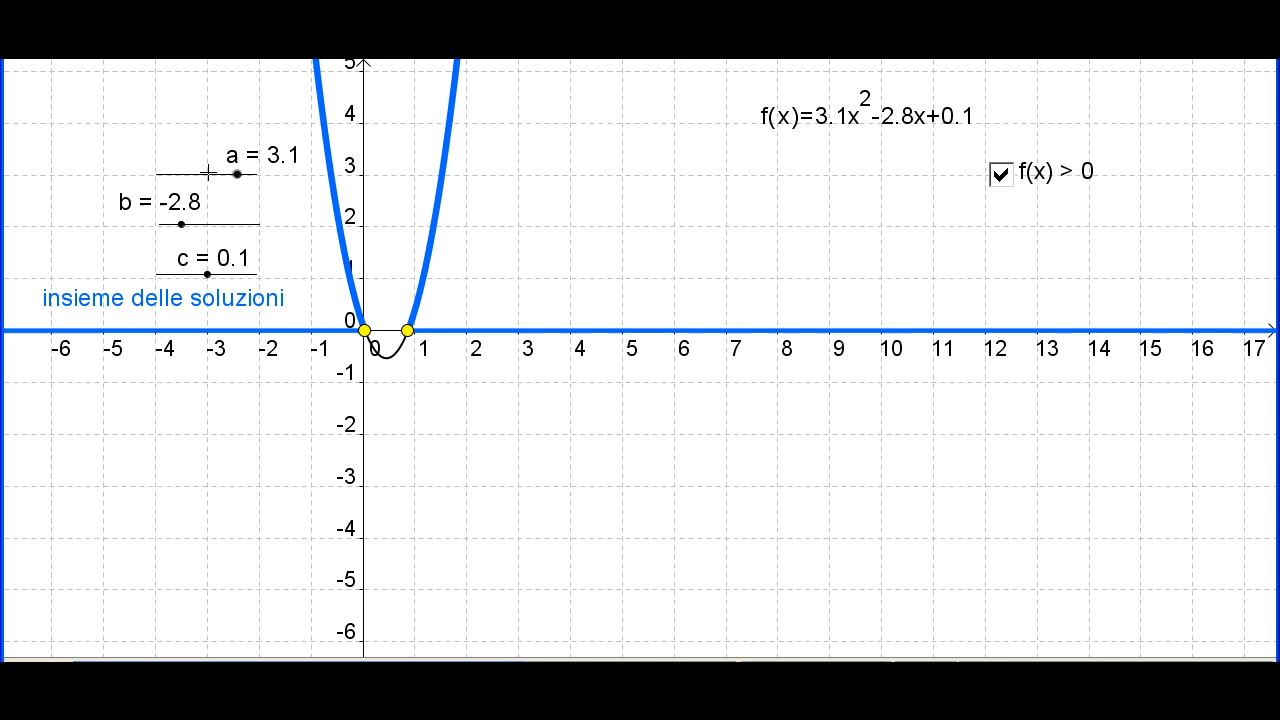 5
4
3
2
1
0
-1
-2
-3
-4
-5
-6
-6 -5 -4 -3 -2 -1 0 1 2 3 4 5 6 7 8 9 10 11 12 13 14 15 16 17
f(x)=3.1x²-2.8x+0.1
f(x) > 0
a = 3.1
b = -2.8
c = 0.1
insieme delle soluzioni